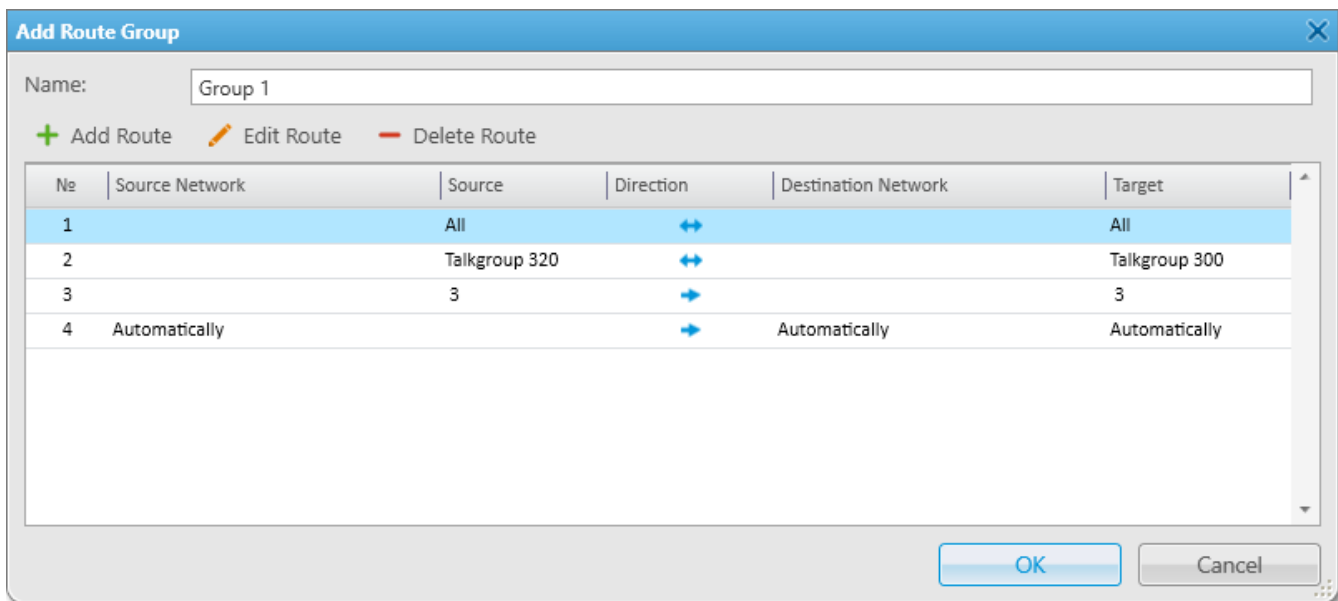 Add Route Group
Name: Group 1
Add Route Edit Route Delete Route
№ Source Network Source Direction Destination Network Target
1 All All
2 Talkgroup 320 Talkgroup 300
3 3 3
4 Automatically Automatically Automatically
OK Cancel